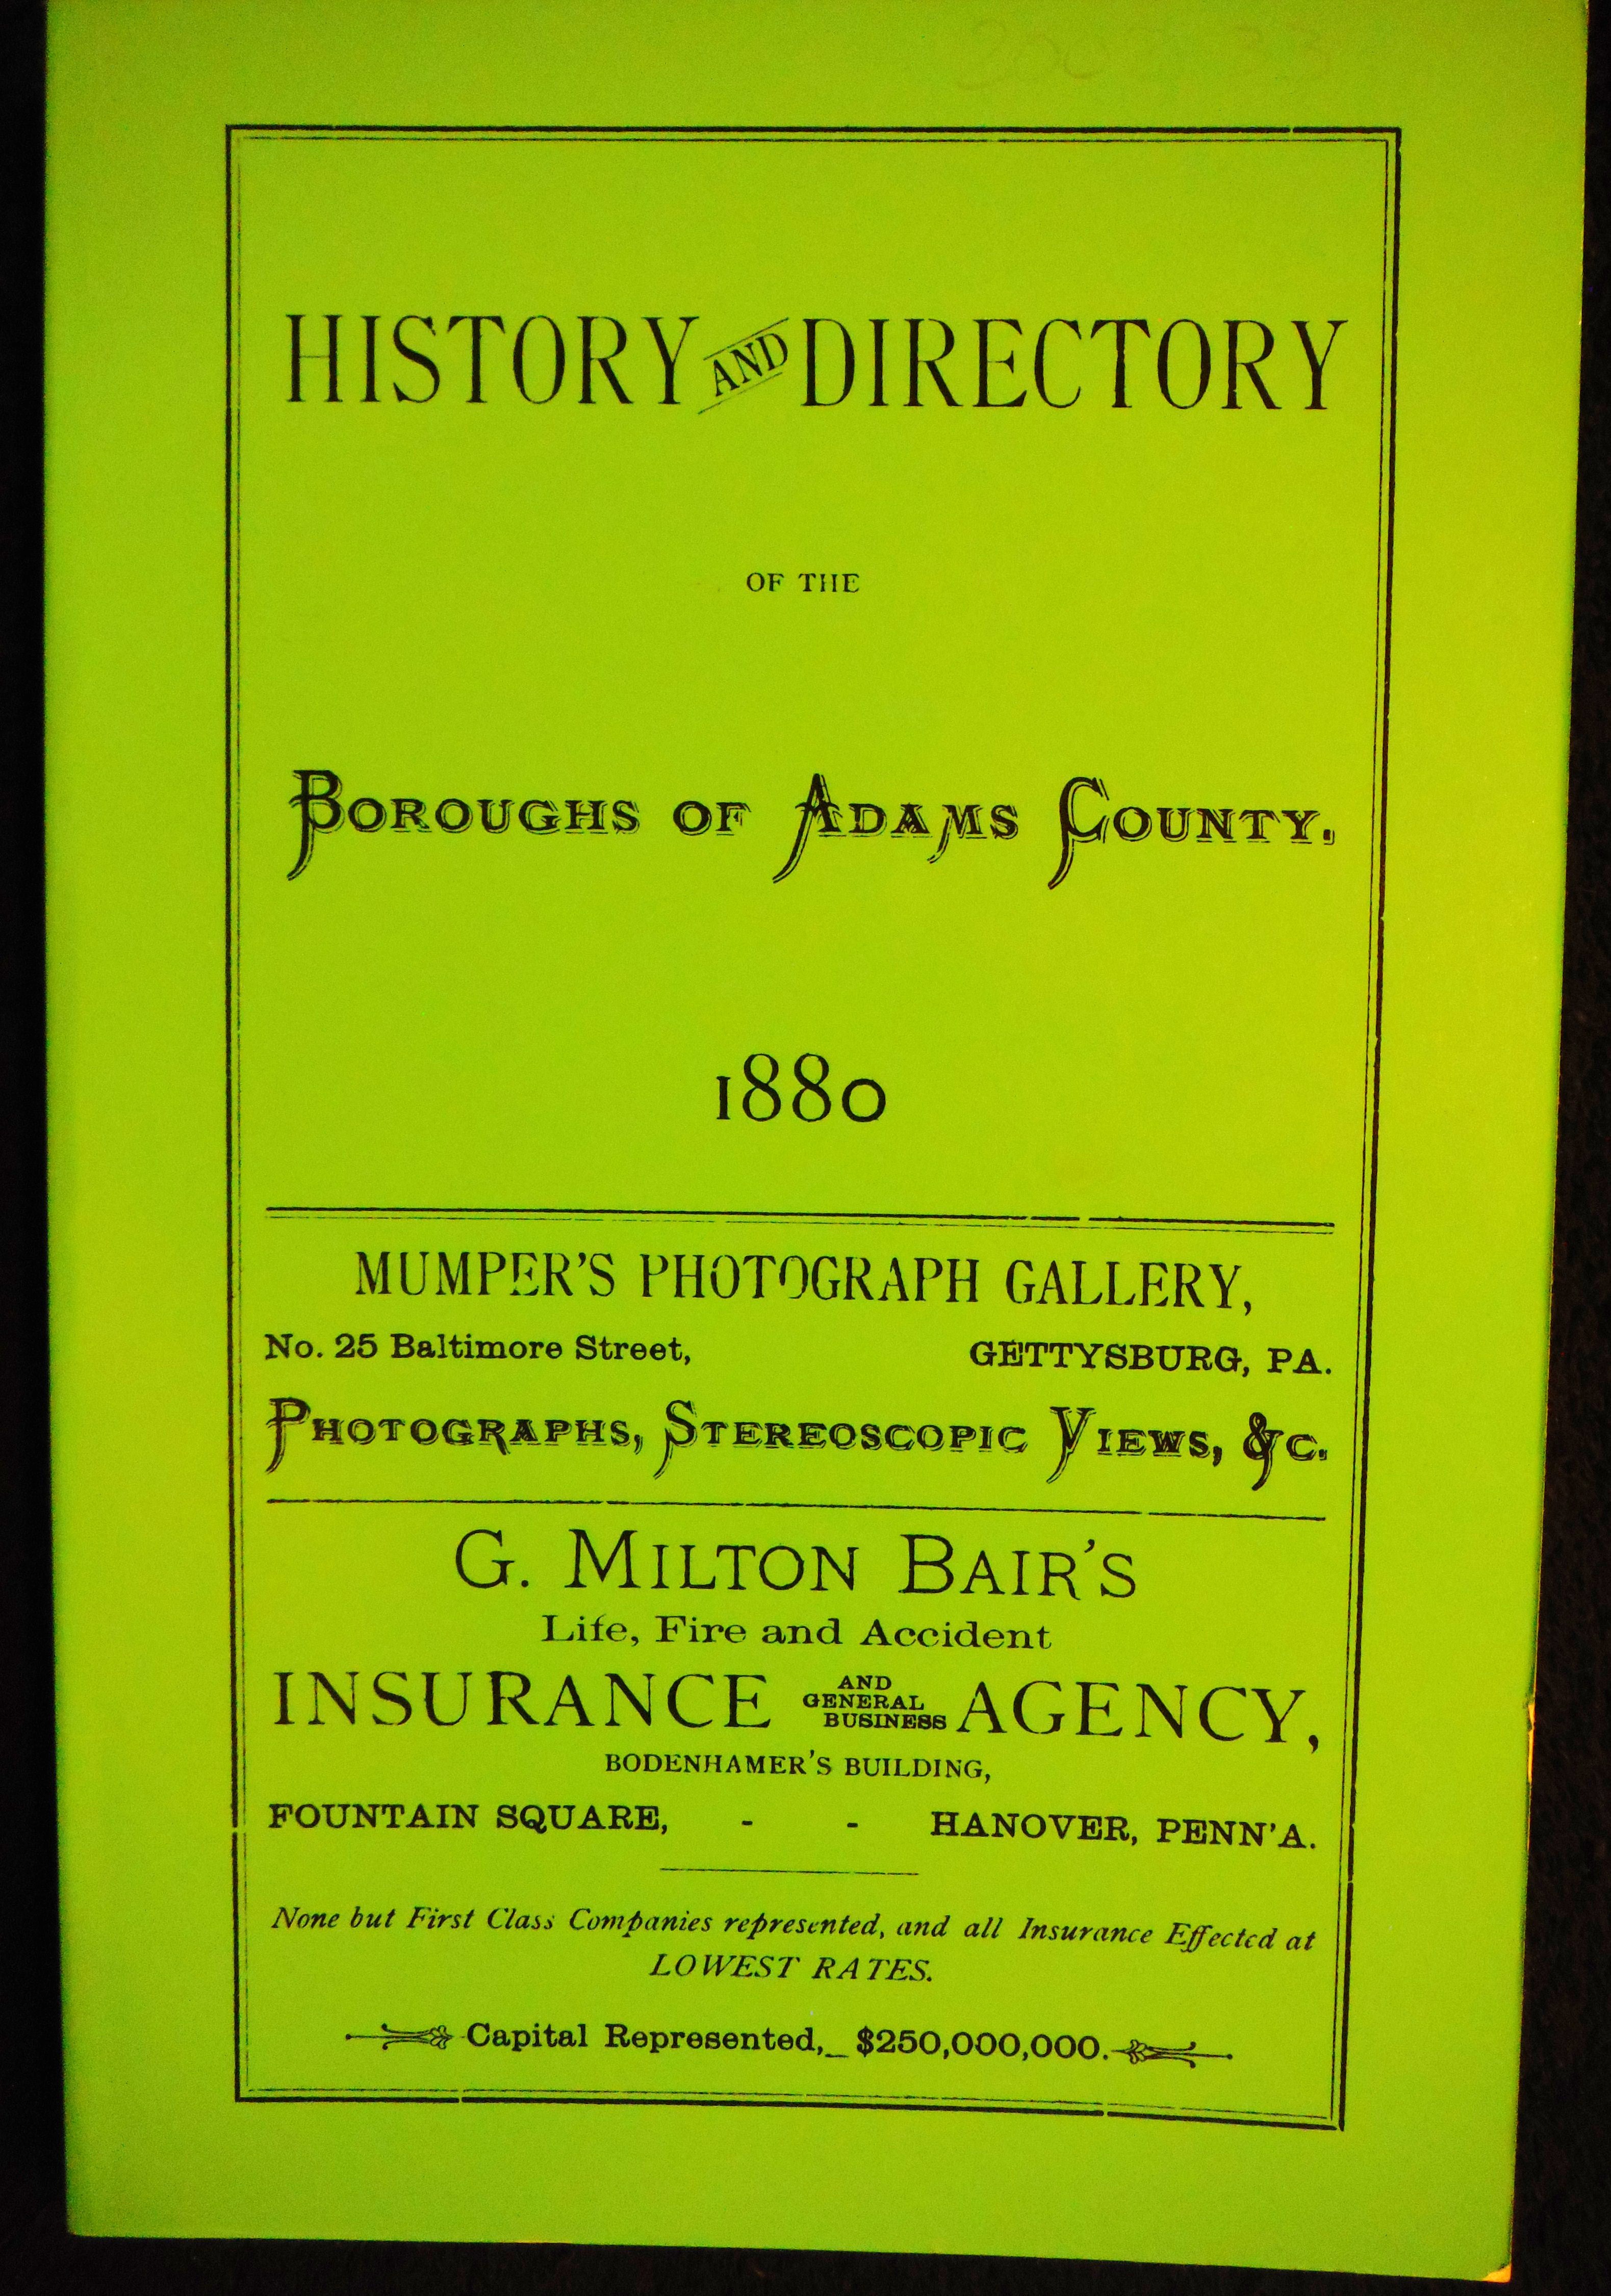 HISTORY AND DIRECTORY
OF THE
BOROUGHS OF ADAMS COUNTY.
1880
MUMPER'S PHOTOGRAPH GALLERY,
No. 25 Baltimore Street, GETTYSBURG, PA.
PHOTOGRAPHS, STEREOSCOPIC VIEWS, &C.
G. MILTON BAIR'S
Life, Fire and Accident
INSURANCE AND GENERAL BUSINESS AGENCY,
BODENHAMER'S BUILDING,
FOUNTAIN SQUARE, - - HANOVER, PENN'A.
None but First Class Companies represented, and all Insurance Effected at
LOWEST RATES.
Capital Represented,_ $250,000,000.